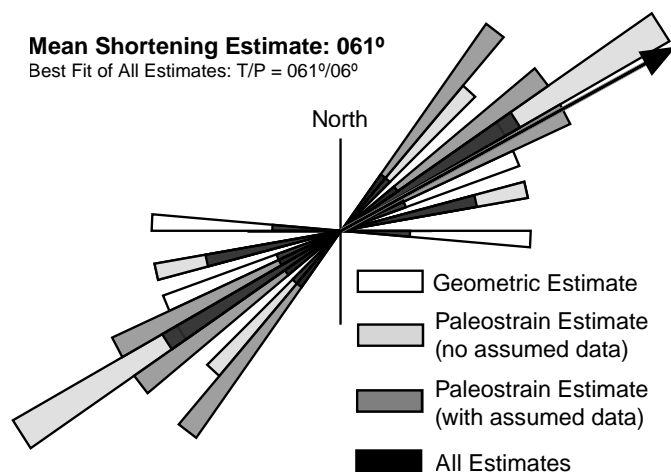 Mean Shortening Estimate: 061º
Best Fit of All Estimates: T/P = 061º/06º
North
Geometric Estimate
Paleostrain Estimate
(no assumed data)
Paleostrain Estimate
(with assumed data)
All Estimates